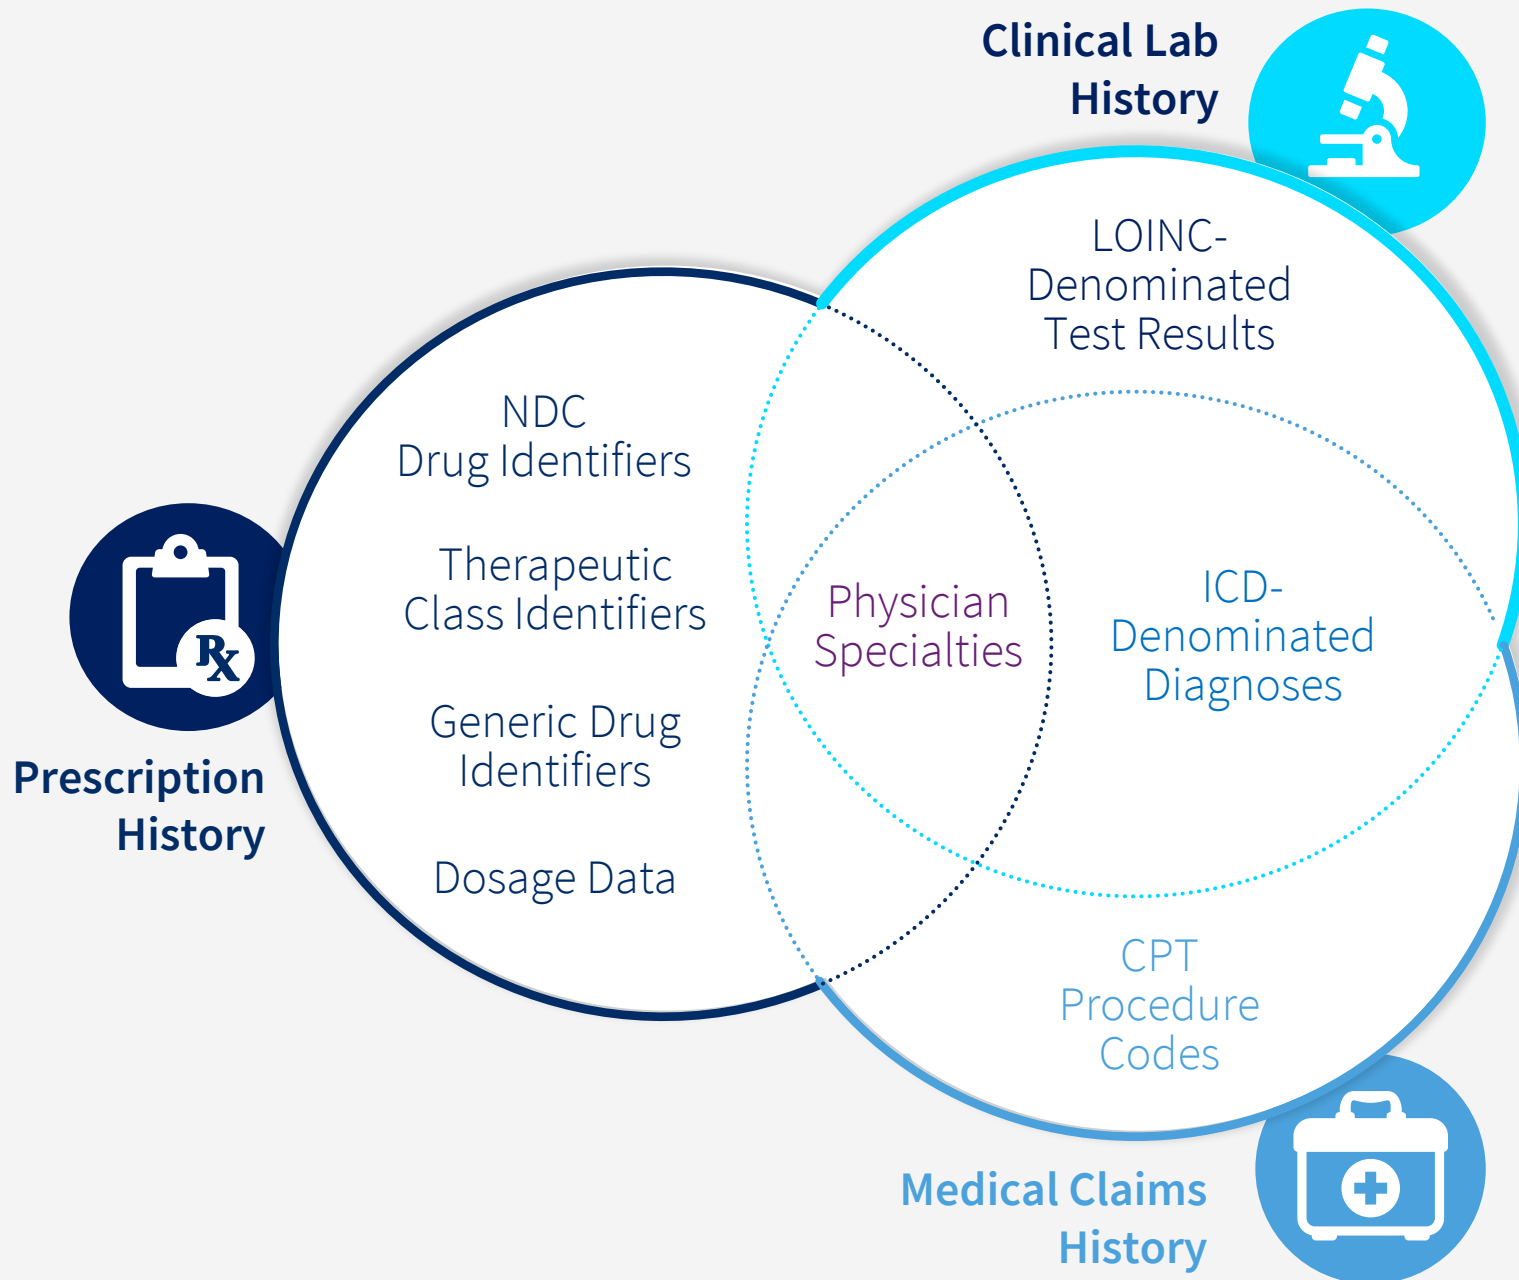 Clinical Lab
History
LOINC-
Denominated
Test Results
NDC
Drug Identifiers
Therapeutic
Class Identifiers
Generic Drug
Identifiers
Dosage Data
Physician
Specialties
ICD-
Denominated
Diagnoses
Rx
Prescription
History
CPT
Procedure
Codes
Medical Claims
History